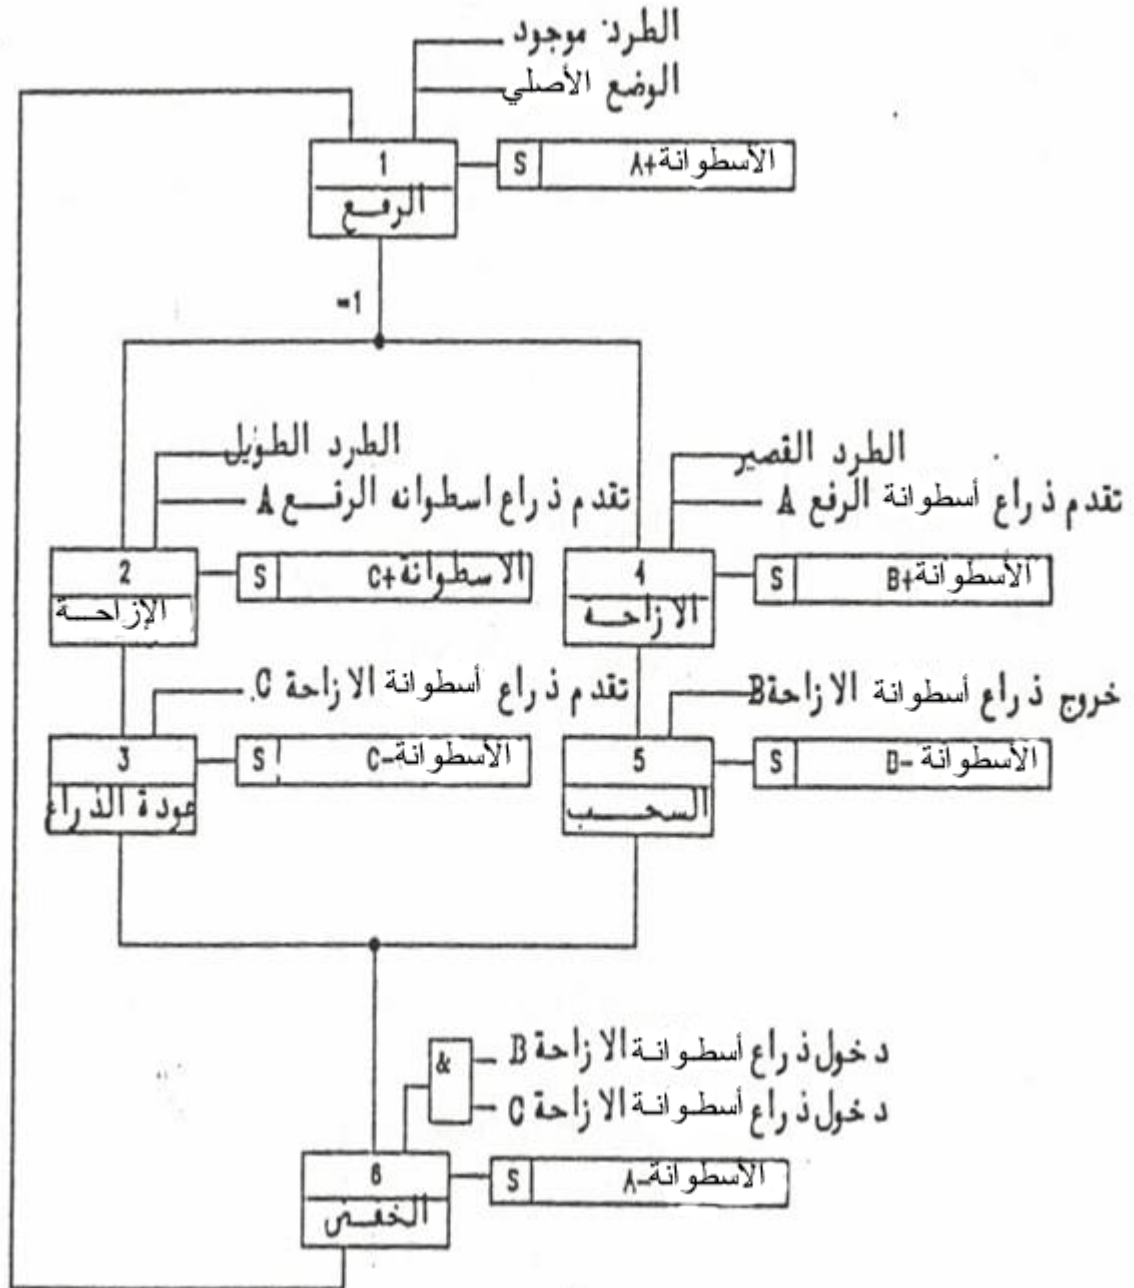 الطرد موجود
الوضع الأصلي
1
الرفع
S
الأسطوانة+A
=1
الطرد الطويل
تقدم ذراع اسطوانه الرفع A
الطرد القصير
تقدم ذراع أسطوانة الرفع A
2
الإزاحة
S
الاسطوانة+C
4
الازاحة
S
الأسطوانة+B
تقدم ذراع أسطوانة الازاحة C
خروج ذراع أسطوانة الازاحة B
3
عودة الذراع
S
الأسطوانة-C
5
السحب
S
الأسطوانة -B
&
دخول ذراع أسطوانة الازاحة B
دخول ذراع أسطوانة الازاحة C
6
الخفض
S
الأسطوانة-A